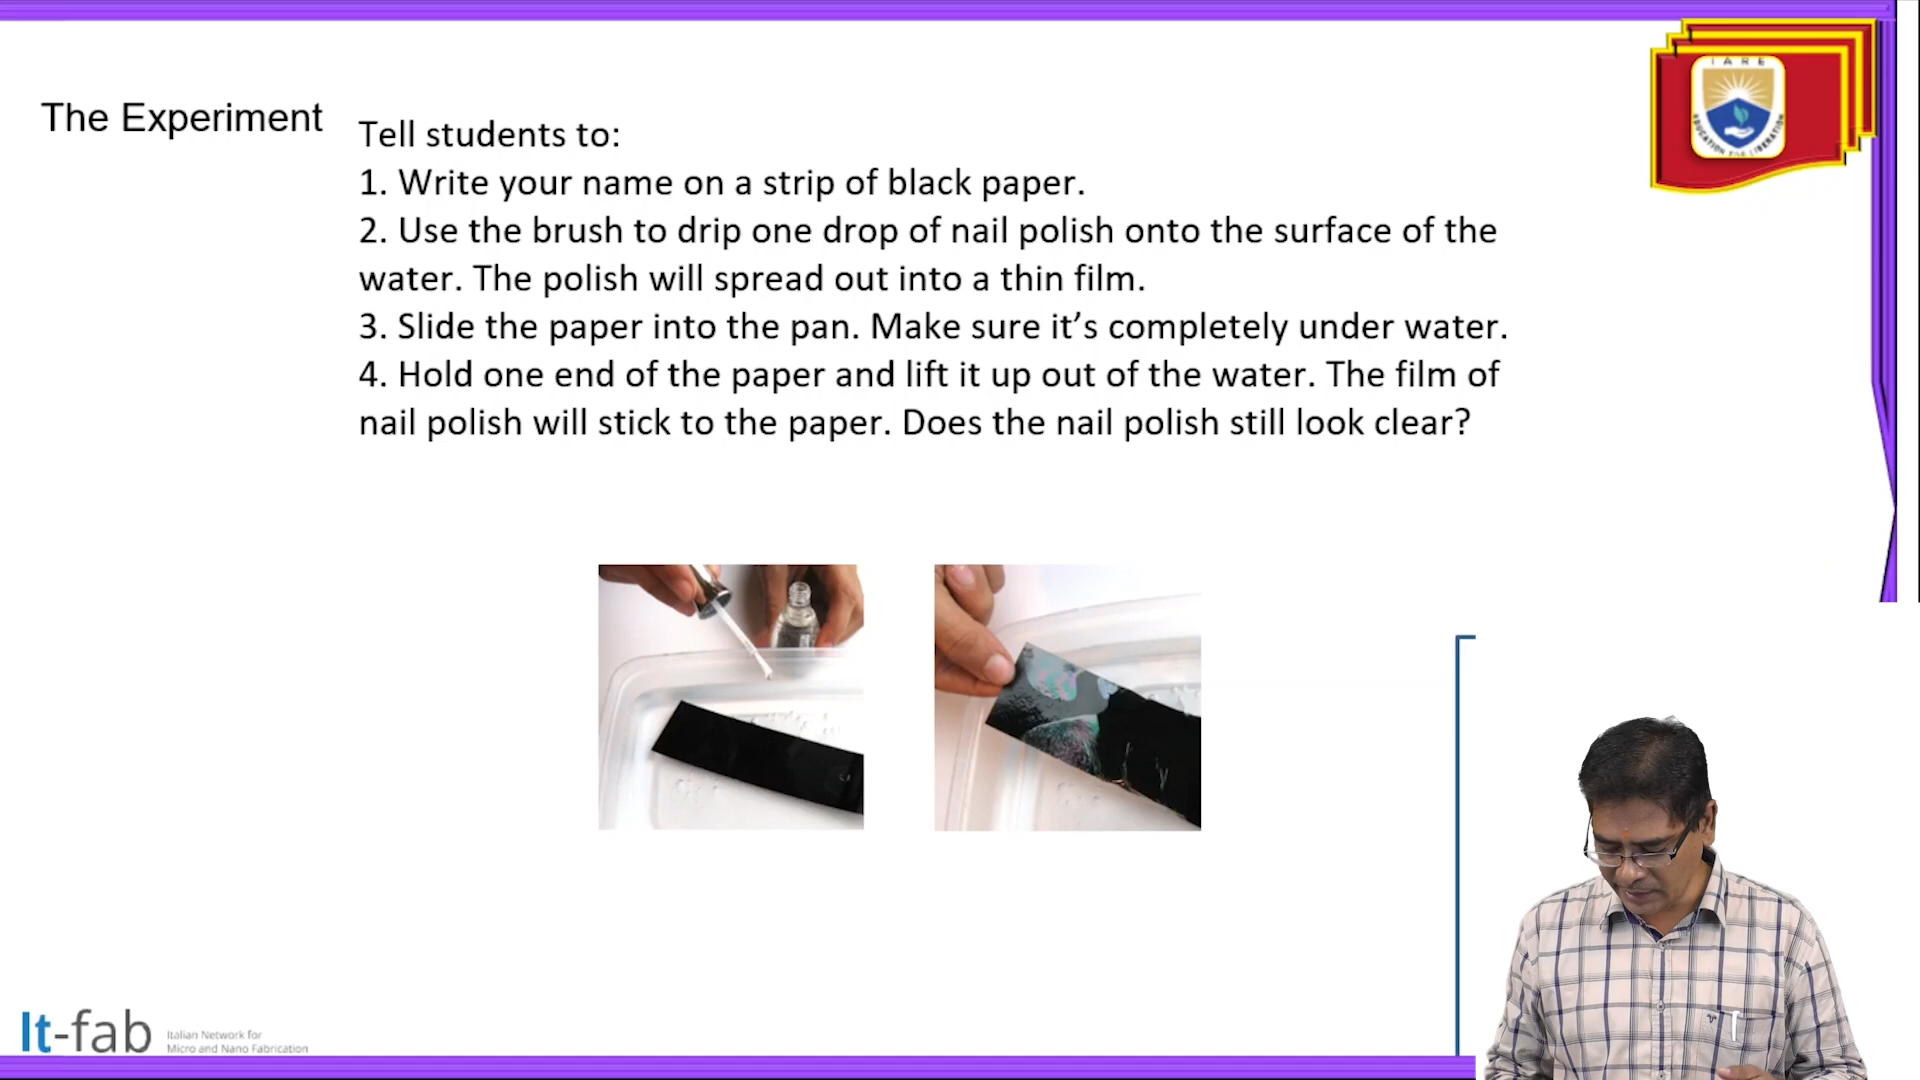 I A R E
EDUCATION FOR LIBERATION
The Experiment
Tell students to:
1. Write your name on a strip of black paper.
2. Use the brush to drip one drop of nail polish onto the surface of the
water. The polish will spread out into a thin film.
3. Slide the paper into the pan. Make sure it’s completely under water.
4. Hold one end of the paper and lift it up out of the water. The film of
nail polish will stick to the paper. Does the nail polish still look clear?
It-fab
Italian Network for
Micro and Nano Fabrication